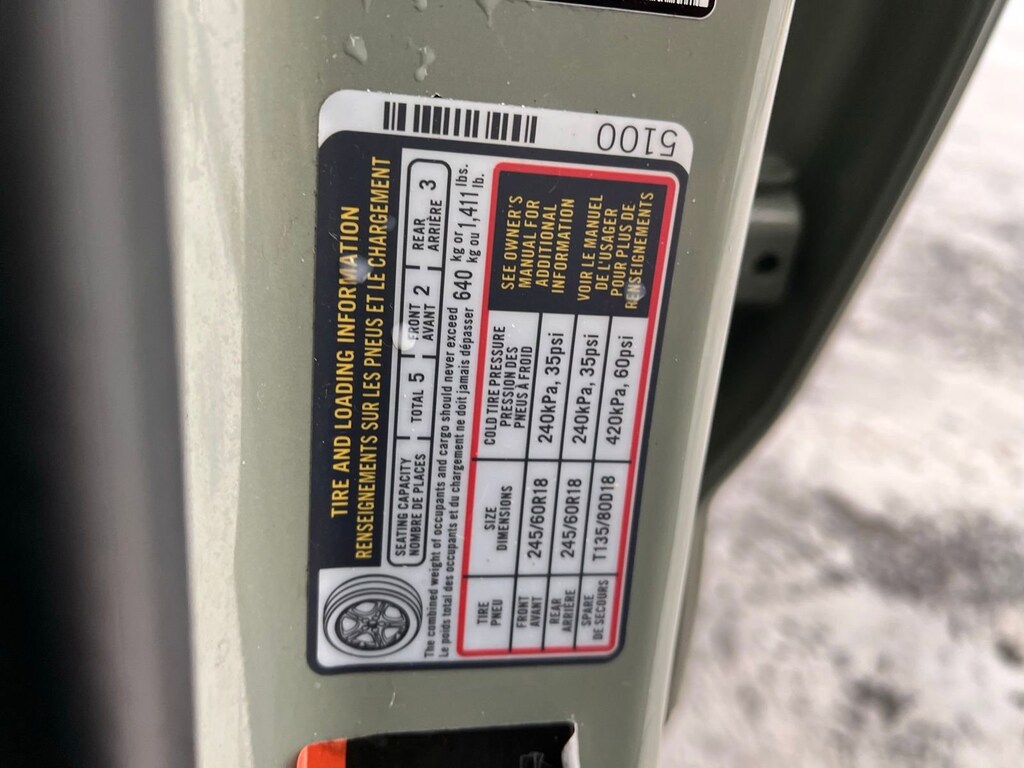 5100
TIRE AND LOADING INFORMATION
RENSEIGNEMENTS SUR LES PNEUS ET LE CHARGEMENT
SEATING CAPACITY
NOMBRE DE PLACES
TOTAL 5
FRONT
AVANT 2
REAR
ARRIÈRE 3
The combined weight of occupants and cargo should never exceed 640 kg or 1,411 lbs.
Le poids total des occupants et du chargement ne doit jamais dépasser 640 kg ou 1,411 lb.
TIRE
PNEU
SIZE
DIMENSIONS
COLD TIRE PRESSURE
PRESSION DES
PNEUS À FROID
FRONT
AVANT
245/60R18
240kPa, 35psi
REAR
ARRIÈRE
245/60R18
240kPa, 35psi
SPARE
DE SECOURS
T135/80D18
420kPa, 60psi
SEE OWNER'S
MANUAL FOR
ADDITIONAL
INFORMATION
VOIR LE MANUEL
DE L'USAGER
POUR PLUS DE
RENSEIGNEMENTS